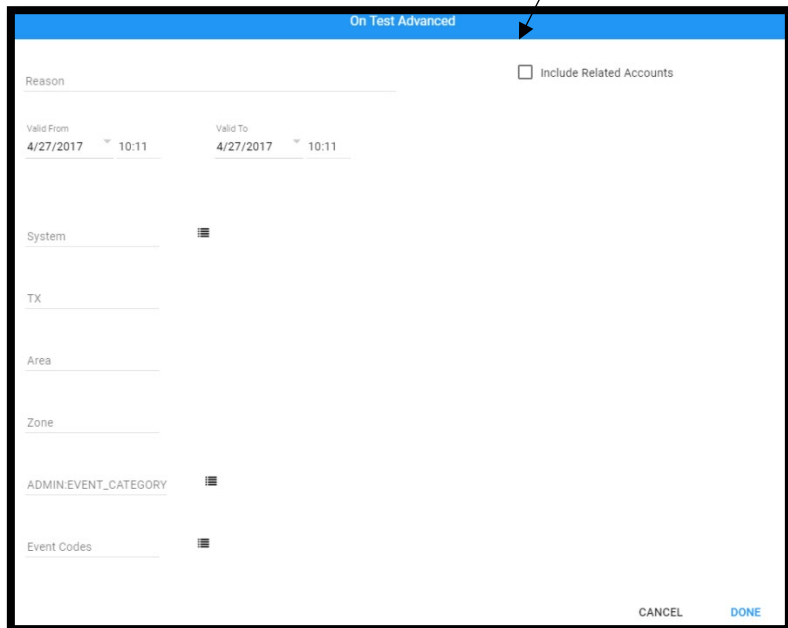 On Test Advanced
Include Related Accounts
Reason
Valid From Valid To
4/27/2017 10:11 4/27/2017 10:11
System
TX
Area
Zone
ADMIN:EVENT_CATEGORY
Event Codes
CANCEL DONE